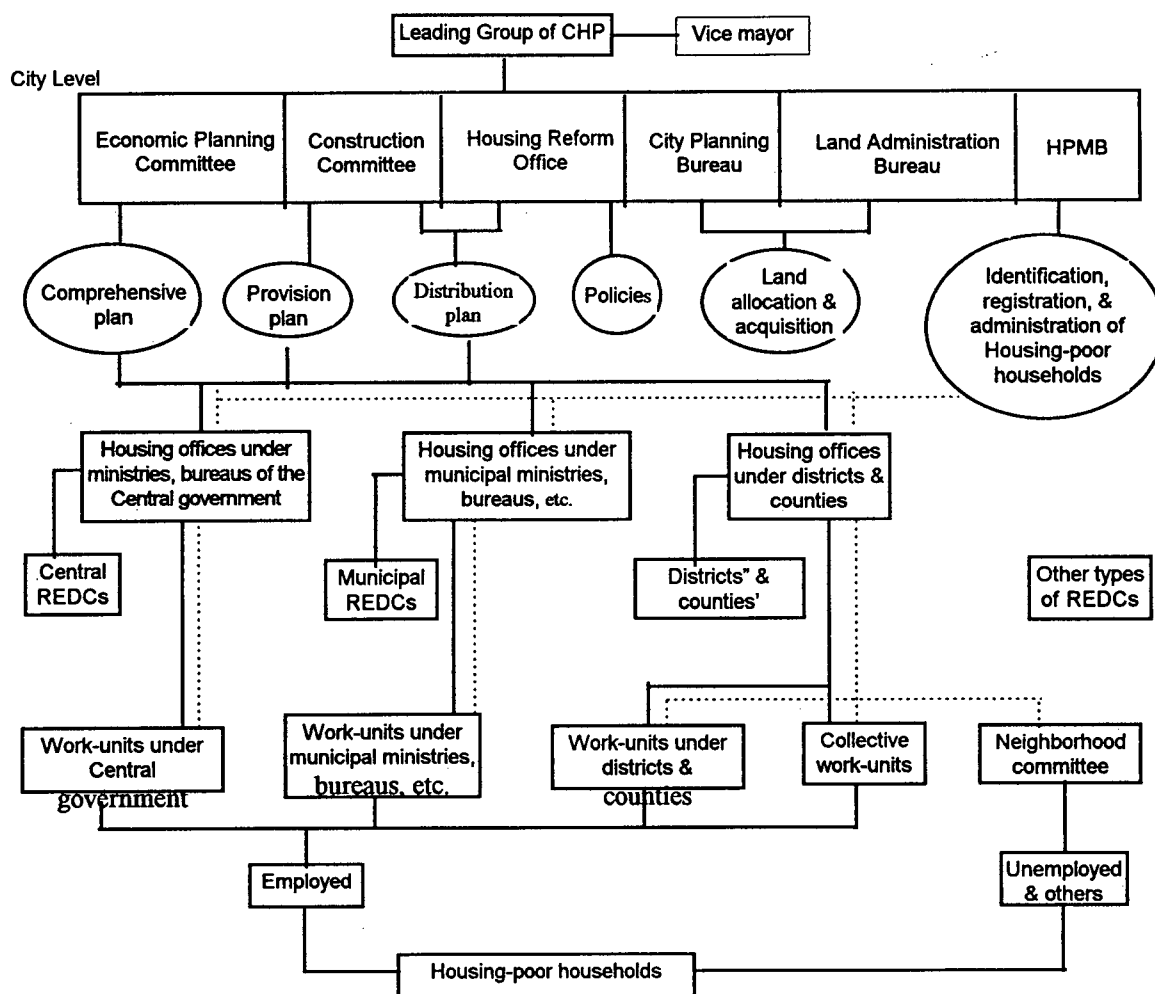 Leading Group of CHP
Vice mayor
City Level
Economic Planning
Committee
Construction
Committee
Housing Reform
Office
City Planning
Bureau
Land Administration
Bureau
HPMB
Comprehensive
plan
Provision
plan
Distribution
plan
Policies
Land
allocation &
acquisition
Identification,
registration, &
administration of
Housing-poor
households
Housing offices under
ministries, bureaus of the
Central government
Housing offices under
municipal ministries,
bureaus, etc.
Housing offices
under districts &
counties
Central
REDCs
Municipal
REDCs
Districts" &
counties'
Other types
of REDCs
Work-units under
Central
government
Work-units under
municipal ministries,
bureaus, etc.
Work-units under
districts &
counties
Collective
work-units
Neighborhood
committee
Employed
Unemployed
& others
Housing-poor households